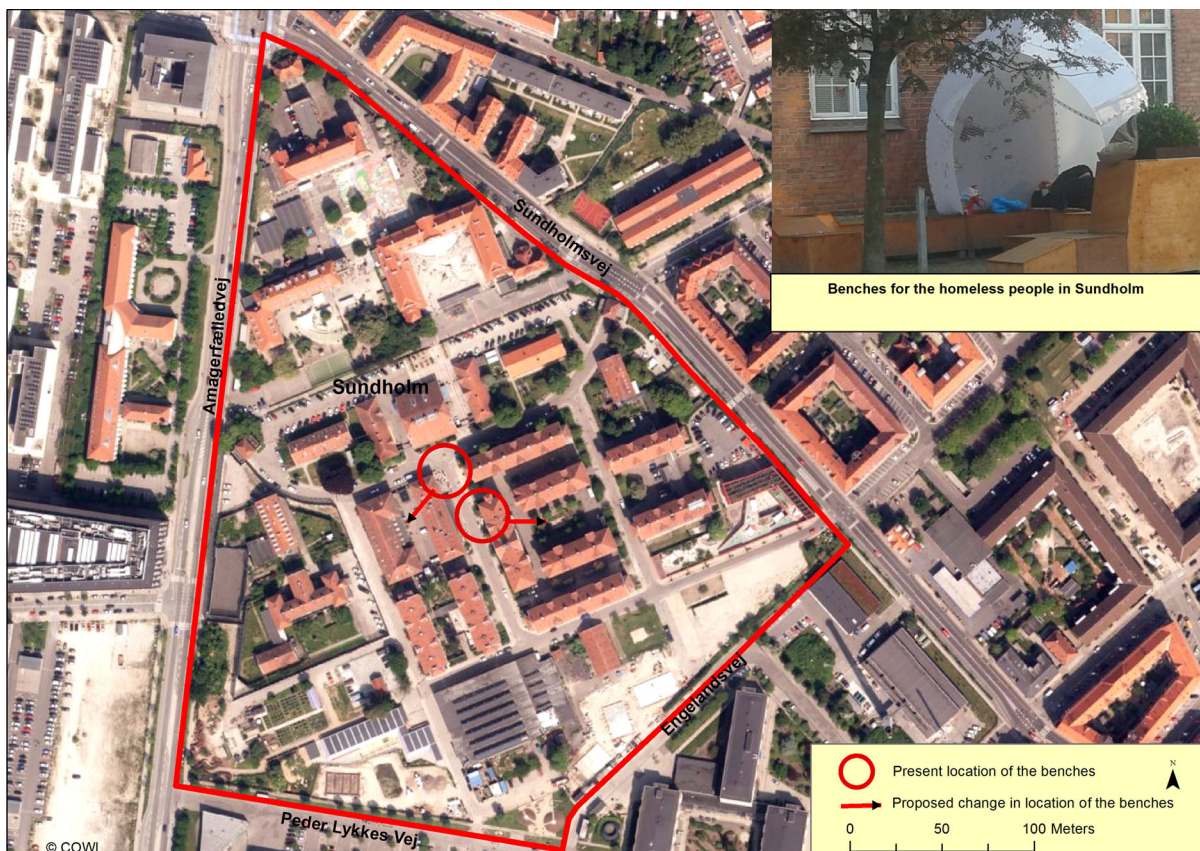 Benches for the homeless people in Sundholm
Sundholmsvej
Amagerfælledvej
Sundholm
Engelandsvej
Peder Lykkes Vej
© COWI
Present location of the benches
N
Proposed change in location of the benches
0 50 100 Meters